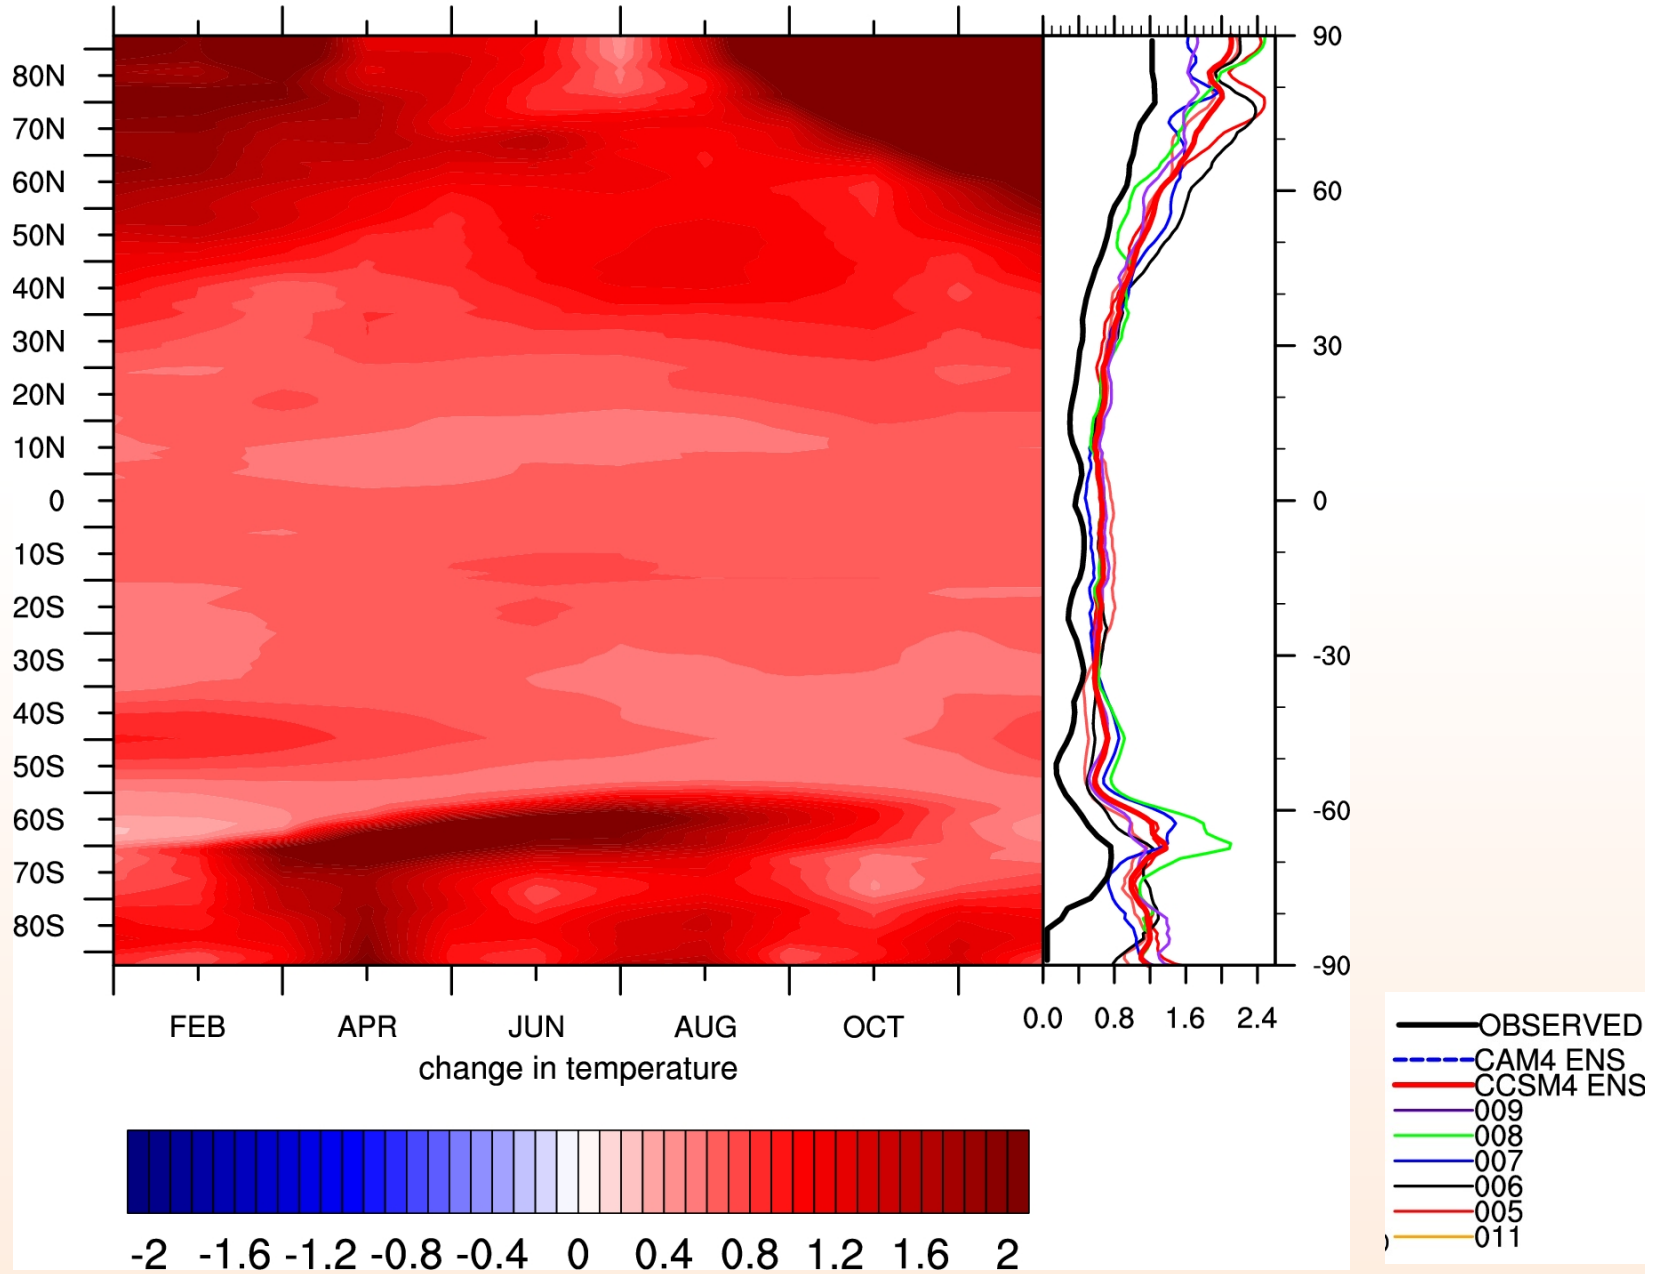 80N
70N
60N
50N
40N
30N
20N
10N
0
10S
20S
30S
40S
50S
60S
70S
80S
FEB APR JUN AUG OCT
change in temperature
90
60
30
0
-30
-60
-90
0.0 0.8 1.6 2.4
-2 -1.6 -1.2 -0.8 -0.4 0 0.4 0.8 1.2 1.6 2
OBSERVED
CAM4 ENS
CCSM4 ENS
009
008
007
006
005
011